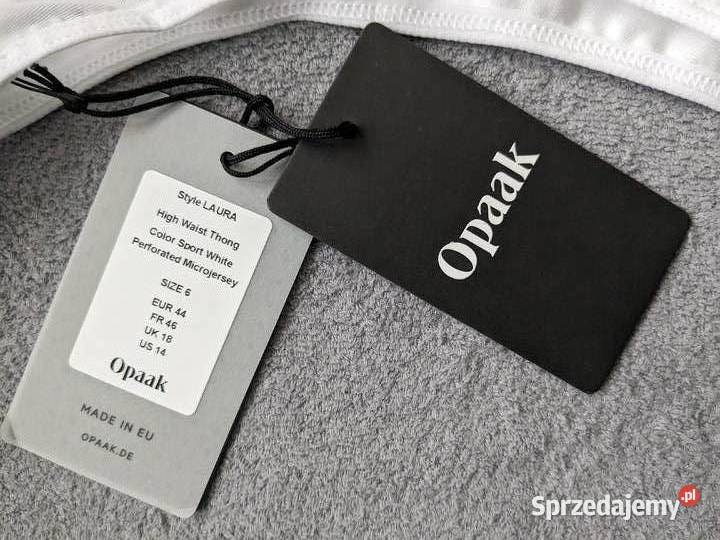 Style LAURA
High Waist Thong
Color Sport White
Perforated Microjersey
SIZE 6
EUR 44
FR 46
UK 18
US 14
Opaak
MADE IN EU
OPAAK.DE
Opaak
Sprzedajemy.pl